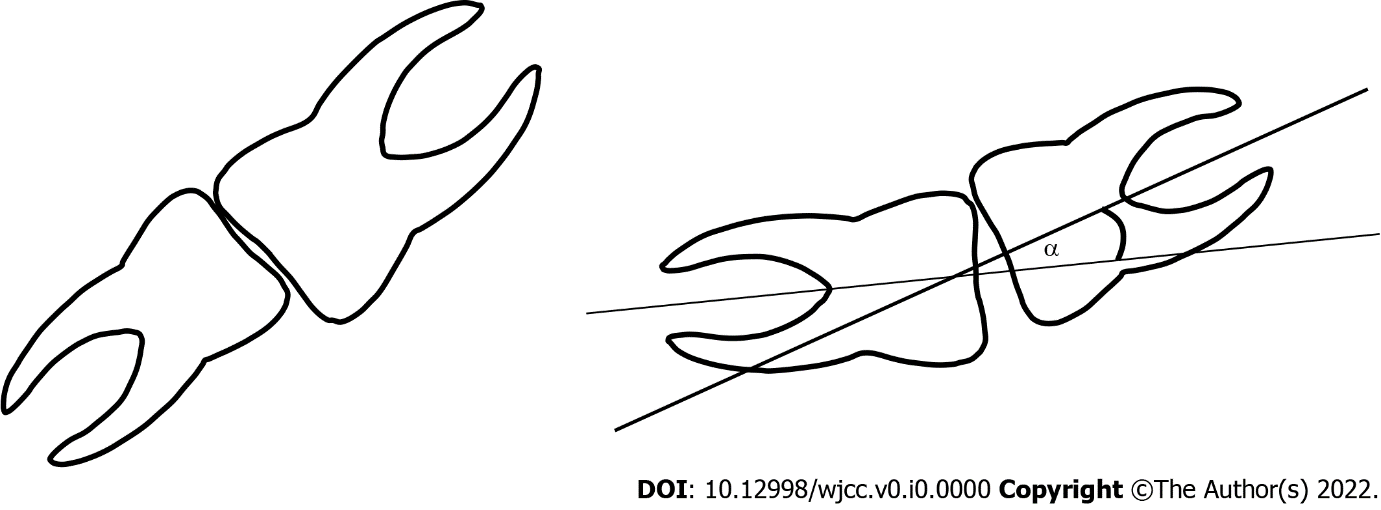 α
DOI: 10.12998/wjcc.v0.i0.0000 Copyright ©The Author(s) 2022.